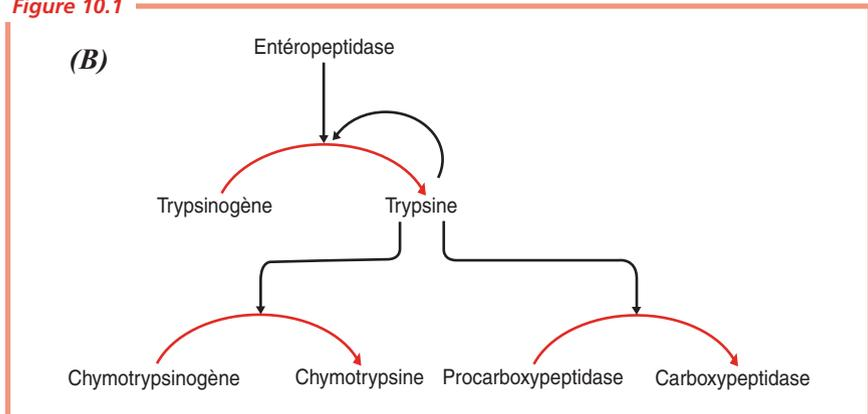 Figure 10.1
(B)
Entéropeptidase
Trypsinogène Trypsine
Chymotrypsinogène Chymotrypsine Procarboxypeptidase Carboxypeptidase